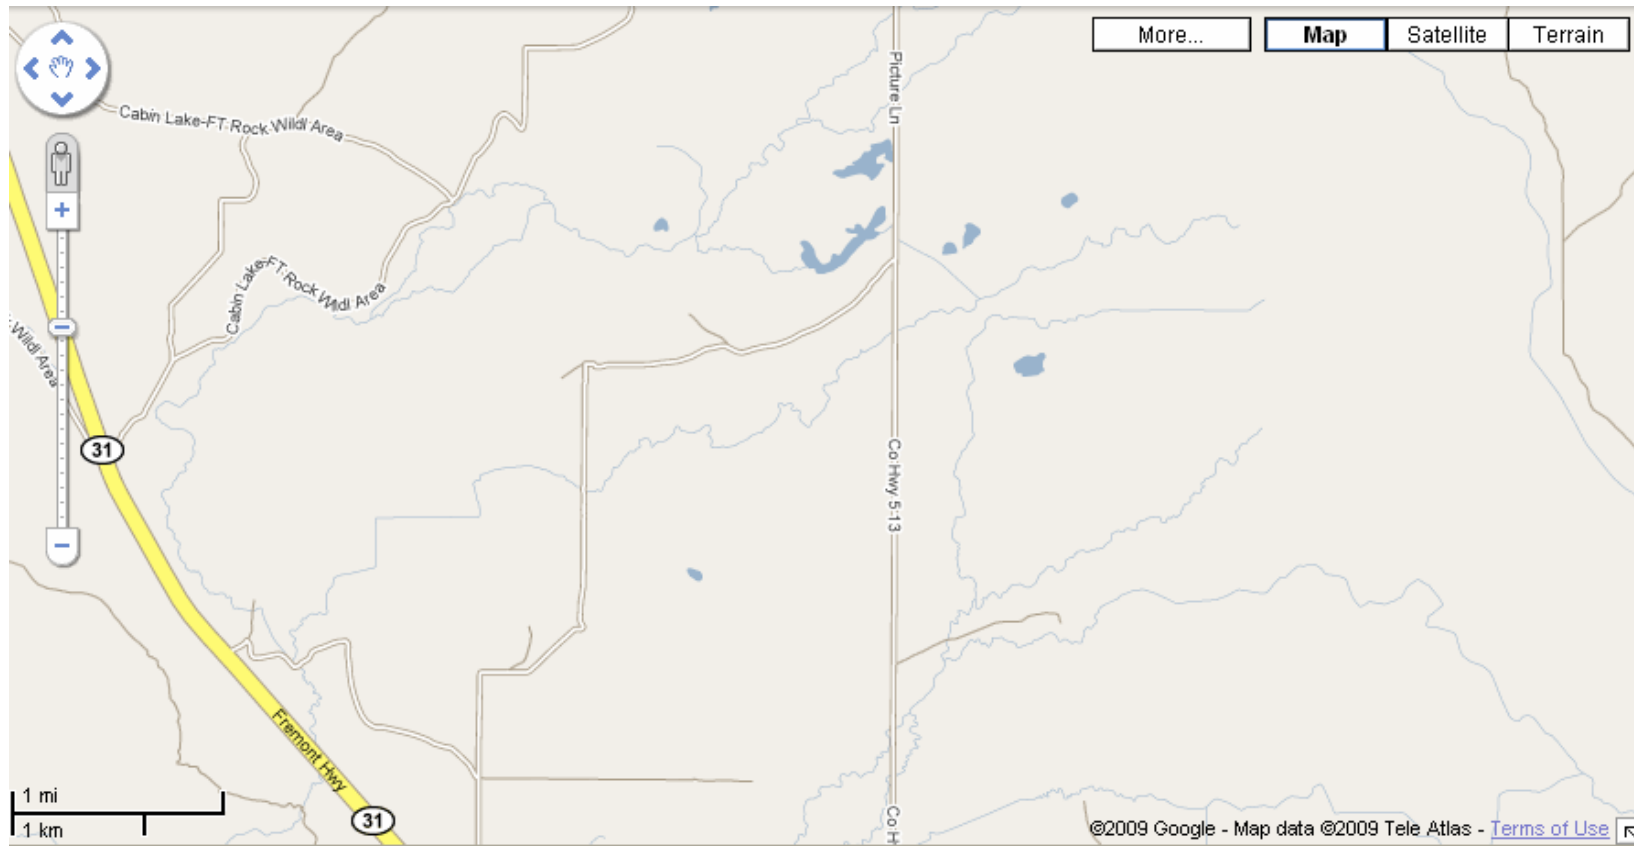 More...
Map
Satellite
Terrain
Picture Ln
Cabin Lake-FT Rock Wildl Area
Cabin Lake-FT Rock Wldl Area
Wildl Area
31
Co Hwy 5-13
Fremont Hwy
31
1 mi
1 km
Co H
©2009 Google - Map data ©2009 Tele Atlas - Terms of Use